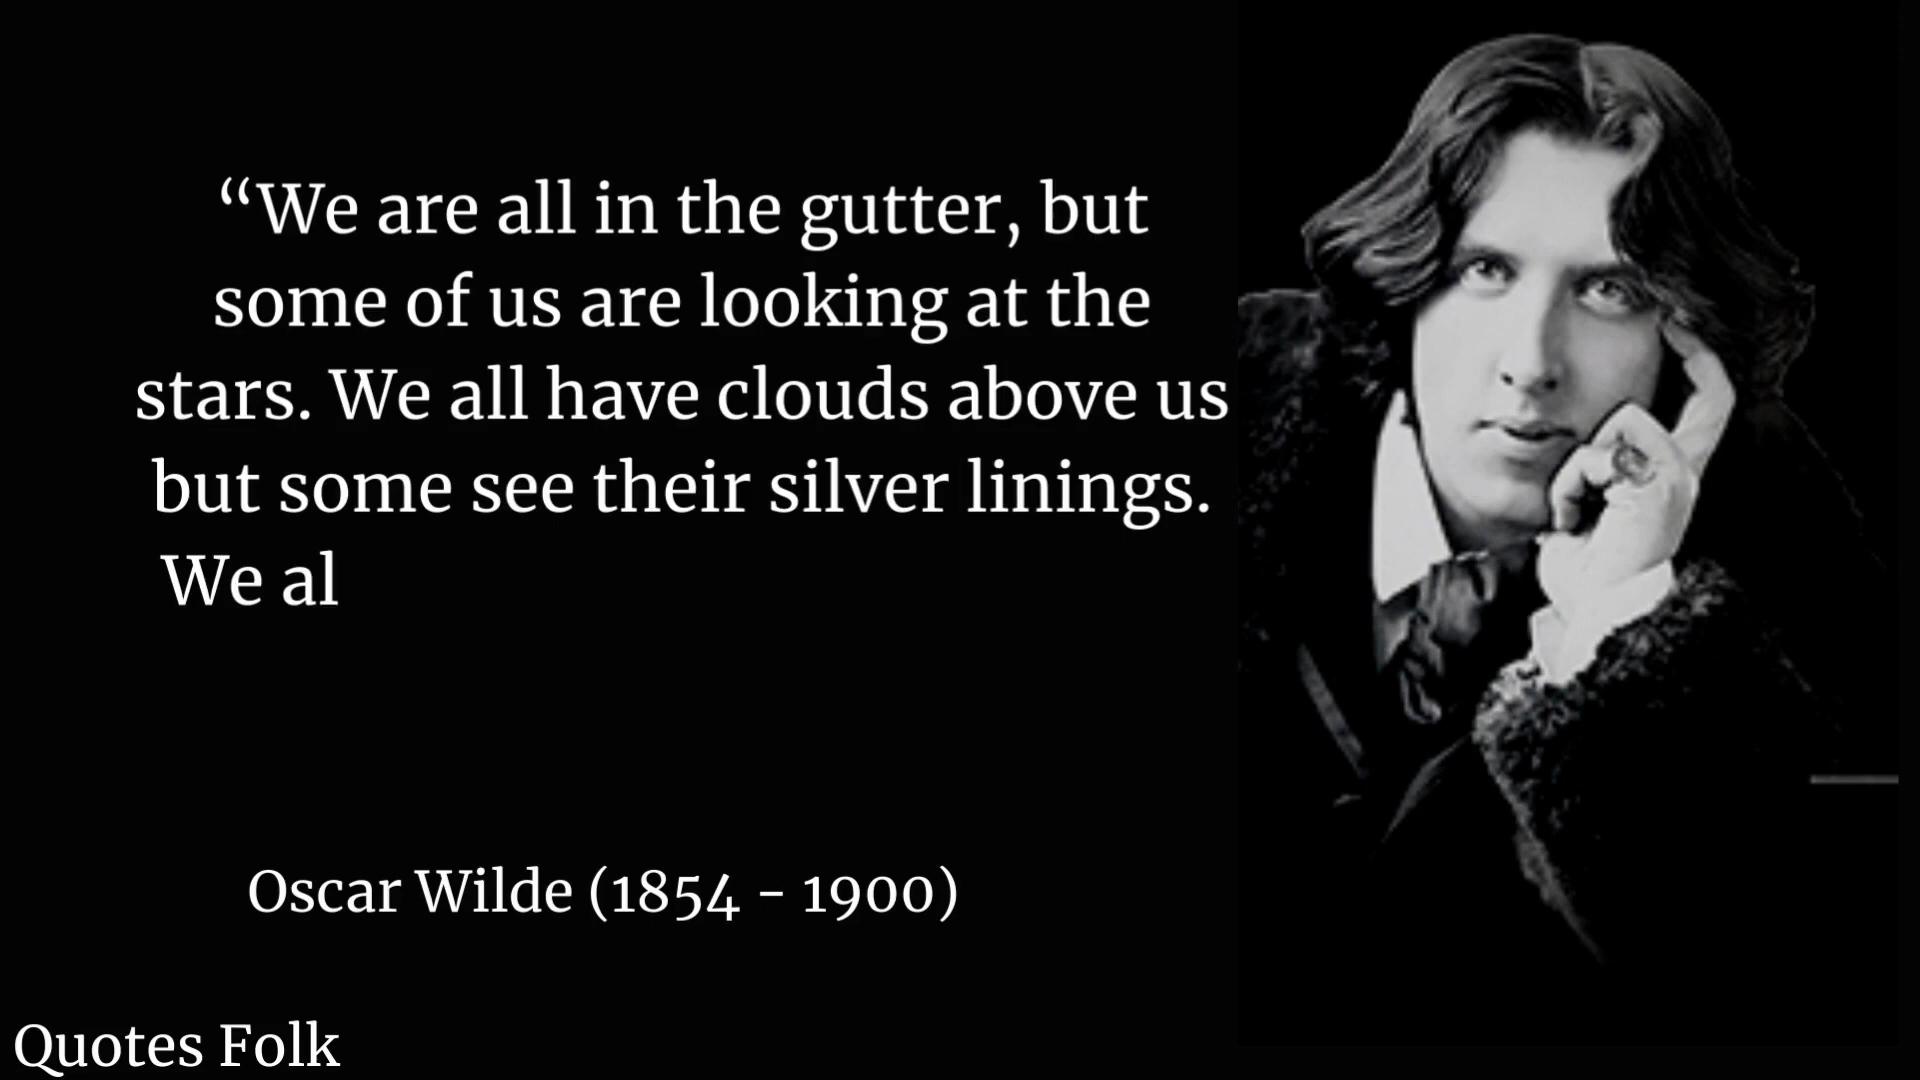 “We are all in the gutter, but
some of us are looking at the
stars. We all have clouds above us
but some see their silver linings.
We al
Oscar Wilde (1854 - 1900)
Quotes Folk